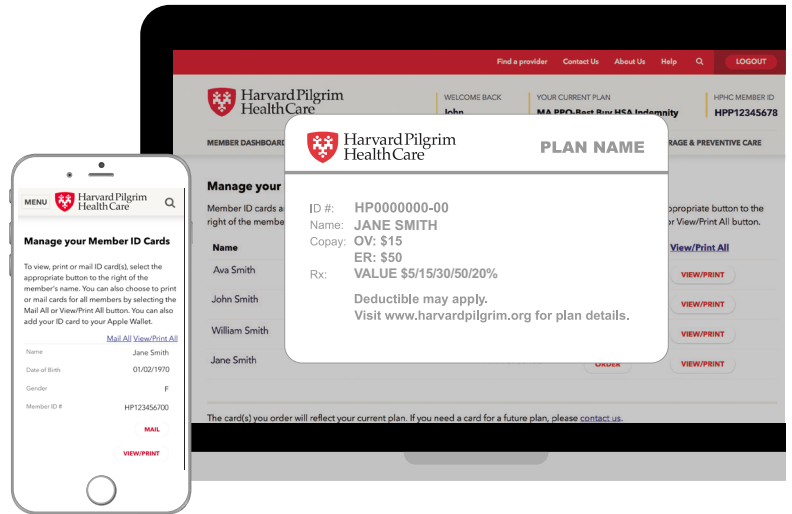 Find a provider Contact Us About Us Help LOGOUT
Harvard Pilgrim
Health Care
WELCOME BACK
John
YOUR CURRENT PLAN
MA PPO-Best Buy HSA Indemnity
HPHC MEMBER ID
HPP12345678
MEMBER DASHBOARD
& PREVENTIVE CARE
Manage your
Member ID cards
appropriate button to the
right of the
View/Print All button.
Name
View/Print All
Ava Smith
VIEW/PRINT
John Smith
VIEW/PRINT
William Smith
VIEW/PRINT
Jane Smith
ORDER
VIEW/PRINT
The card(s) you order will reflect your current plan. If you need a card for a future plan, please contact us.
Harvard Pilgrim
Health Care
PLAN NAME
ID #: HP0000000-00
Name: JANE SMITH
Copay: OV: $15
ER: $50
Rx: VALUE $5/15/30/50/20%
Deductible may apply.
Visit www.harvardpilgrim.org for plan details.
MENU
Harvard Pilgrim
Health Care
Manage your Member ID Cards
To view, print or mail ID card(s), select the
appropriate button to the right of the
member's name. You can also choose to print
or mail cards for all members by selecting the
Mail All or View/Print All button. You can also
add your ID card to your Apple Wallet.
Mail All View/Print All
Name Jane Smith
Date of Birth 01/02/1970
Gender F
Member ID # HP123456700
MAIL
VIEW/PRINT